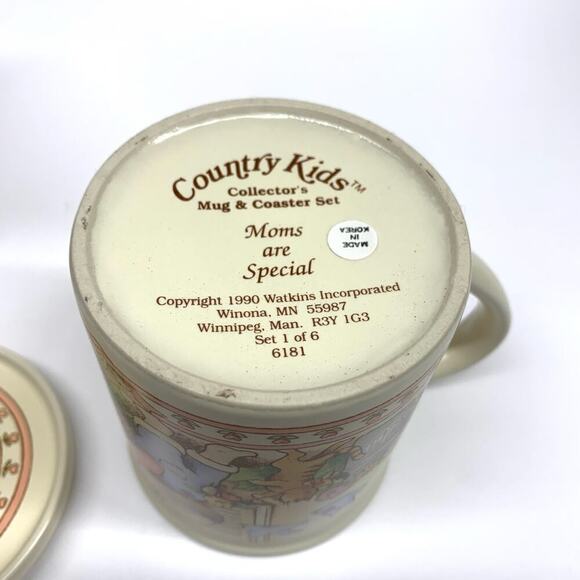 Country Kids™
Collector's
Mug & Coaster Set
Moms
are
Special
MADE
IN
KOREA
Copyright 1990 Watkins Incorporated
Winona, MN 55987
Winnipeg, Man. R3Y 1G3
Set 1 of 6
6181